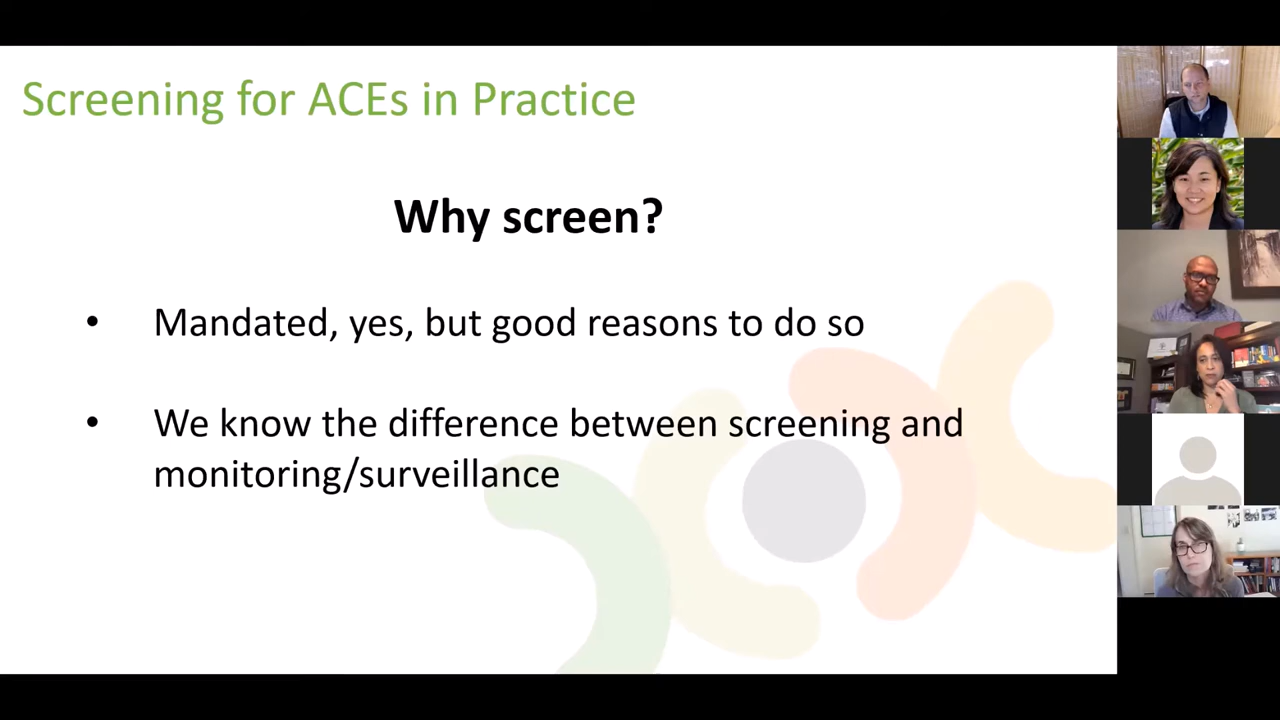 Screening for ACEs in Practice
Why screen?
• Mandated, yes, but good reasons to do so
• We know the difference between screening and
monitoring/surveillance